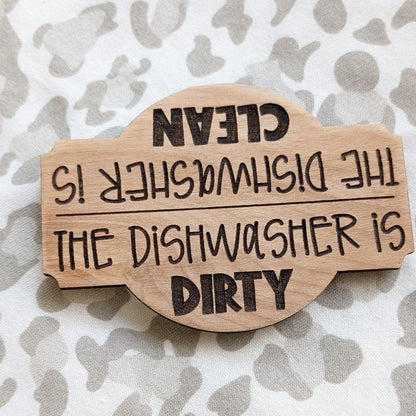 THE DISHWASHER IS
DIRTY
THE DISHWASHER IS
CLEAN